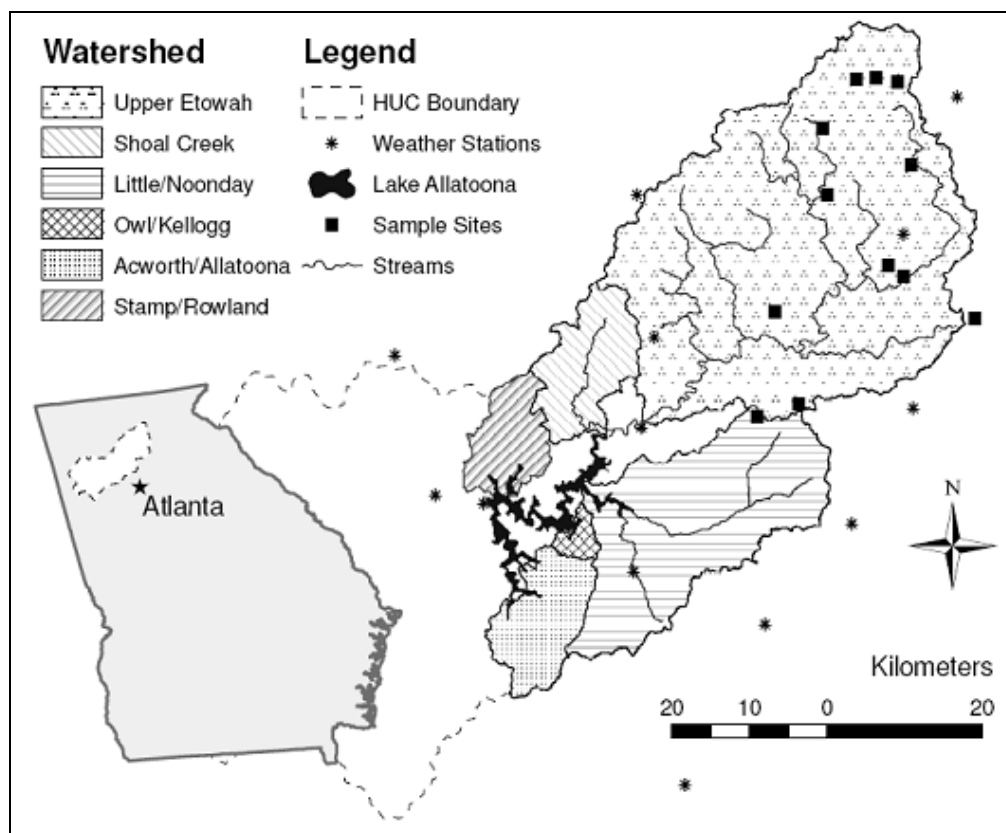 Watershed
Upper Etowah
Shoal Creek
Little/Noonday
Owl/Kellogg
Acworth/Allatoona
Stamp/Rowland
Legend
HUC Boundary
Weather Stations
Lake Allatoona
Sample Sites
Streams
Atlanta
N
Kilometers
20 10 0 20